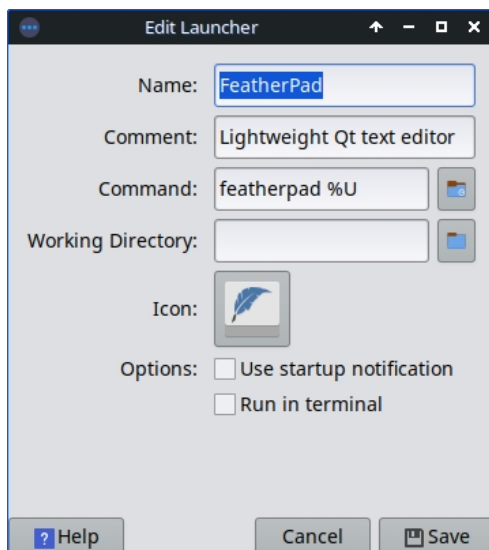 Edit Launcher
Name: FeatherPad
Comment: Lightweight Qt text editor
Command: featherpad %U
Working Directory:
Icon:
Options: Use startup notification
Run in terminal
? Help Cancel Save